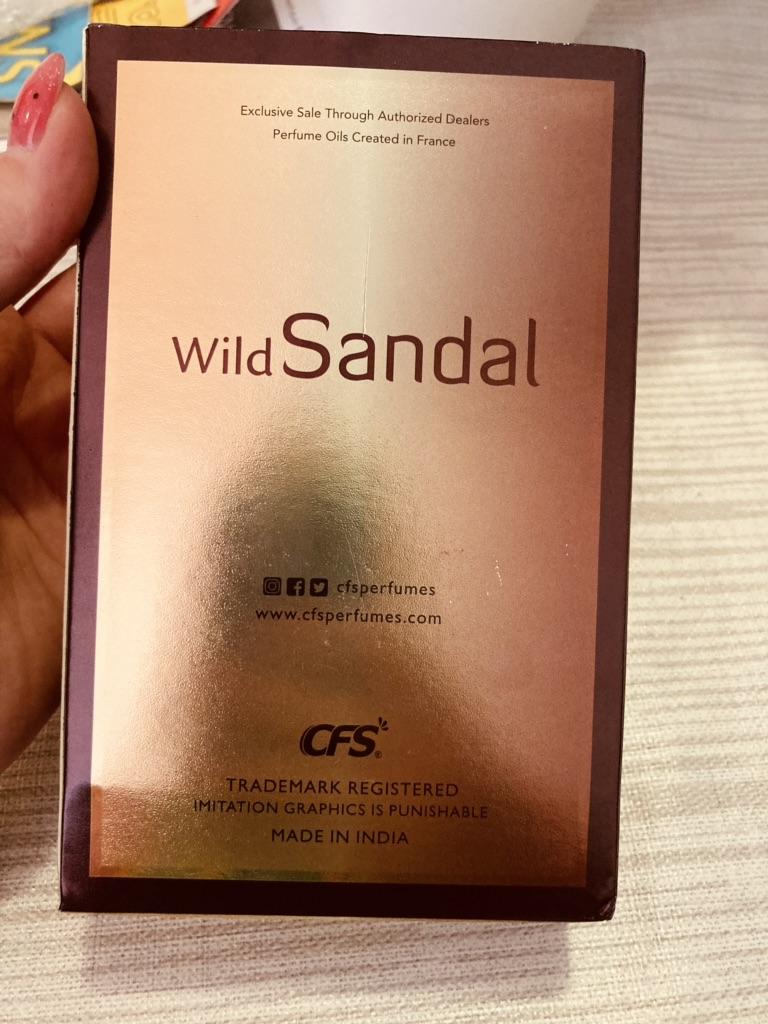 Exclusive Sale Through Authorized Dealers
Perfume Oils Created in France
Wild Sandal
cfsperfumes
www.cfsperfumes.com
CFS®
TRADEMARK REGISTERED
IMITATION GRAPHICS IS PUNISHABLE
MADE IN INDIA